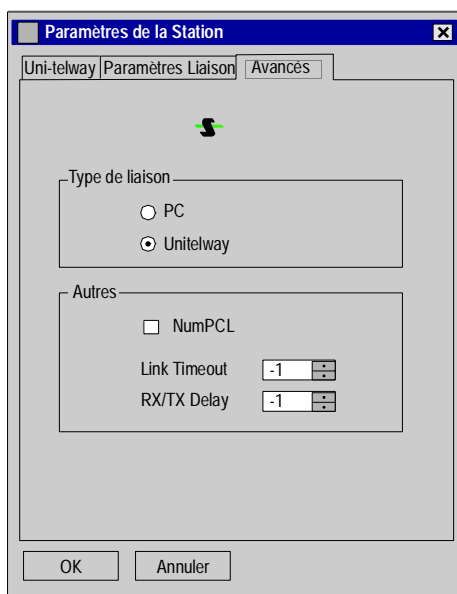 Paramètres de la Station
Uni-telway Paramètres Liaison Avancés
Type de liaison
PC
Unitelway
Autres
NumPCL
Link Timeout -1
RX/TX Delay -1
OK Annuler